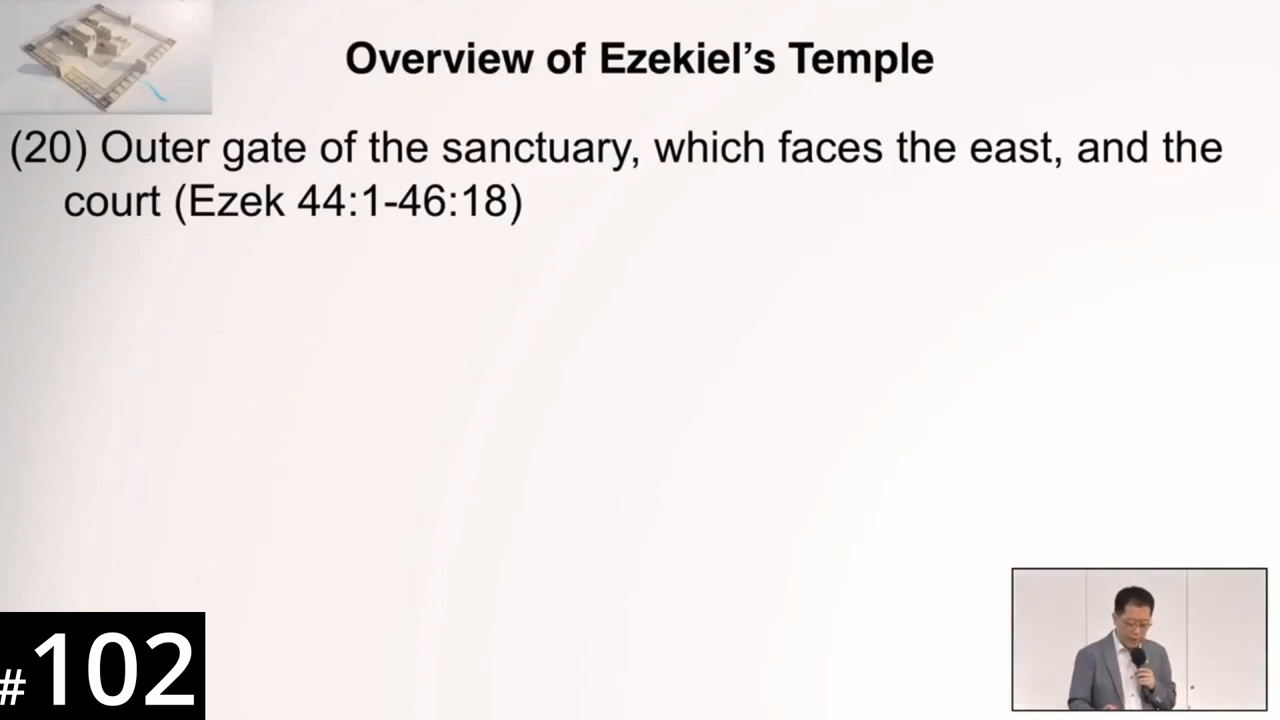 Overview of Ezekiel's Temple
(20) Outer gate of the sanctuary, which faces the east, and the
court (Ezek 44:1-46:18)
#102